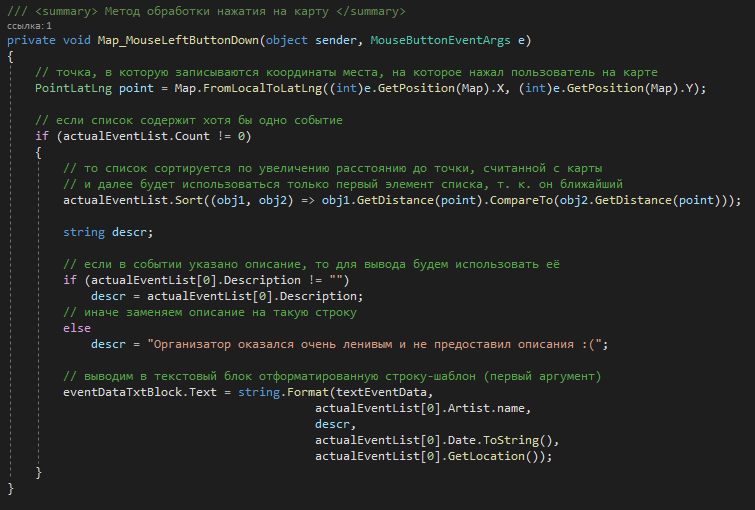 /// <summary> Метод обработки нажатия на карту </summary>
ссылка: 1
private void Map_MouseLeftButtonDown(object sender, MouseButtonEventArgs e)
{
    // точка, в которую записываются координаты места, на которое нажал пользователь на карте
    PointLatLng point = Map.FromLocalToLatLng((int)e.GetPosition(Map).X, (int)e.GetPosition(Map).Y);

    // если список содержит хотя бы одно событие
    if (actualEventList.Count != 0)
    {
        // то список сортируется по увеличению расстоянию до точки, считанной с карты
        // и далее будет использоваться только первый элемент списка, т. к. он ближайший
        actualEventList.Sort((obj1, obj2) => obj1.GetDistance(point).CompareTo(obj2.GetDistance(point)));

        string descr;

        // если в событии указано описание, то для вывода будем использовать её
        if (actualEventList[0].Description != "")
            descr = actualEventList[0].Description;
        // иначе заменяем описание на такую строку
        else
            descr = "Организатор оказался очень ленивым и не предоставил описания :(";

        // выводим в текстовый блок отформатированную строку-шаблон (первый аргумент)
        eventDataTxtBlock.Text = string.Format(textEventData,
                                            actualEventList[0].Artist.name,
                                            descr,
                                            actualEventList[0].Date.ToString(),
                                            actualEventList[0].GetLocation());
    }
}